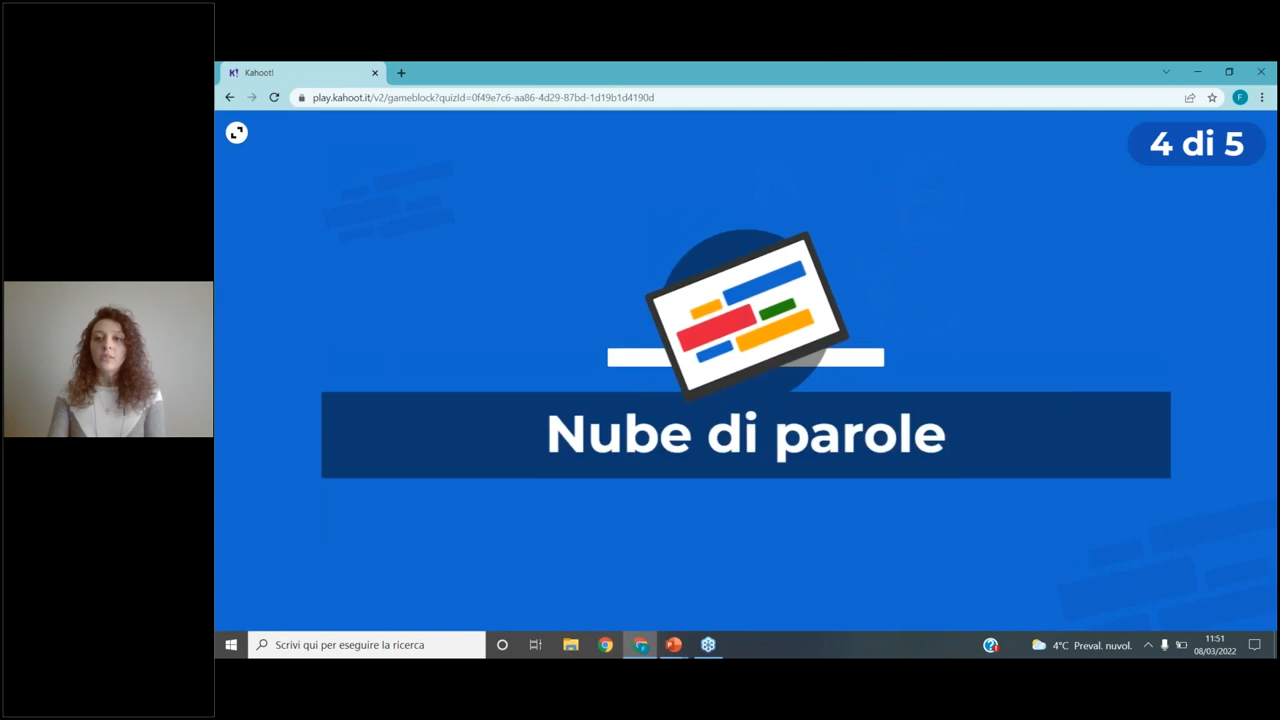 K! Kahoot!
play.kahoot.it/v2/gameblock?quizId=0f49e7c6-aa86-4d29-87bd-1d19b1d4190d
F
4 di 5
Nube di parole
Scrivi qui per eseguire la ricerca
4°C Preval. nuvol.
11:51
08/03/2022